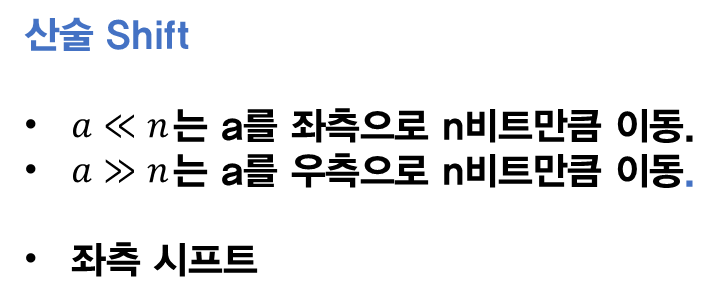 산술 Shift
• a ≪ n는 a를 좌측으로 n비트만큼 이동.
• a ≫ n는 a를 우측으로 n비트만큼 이동.
• 좌측 시프트